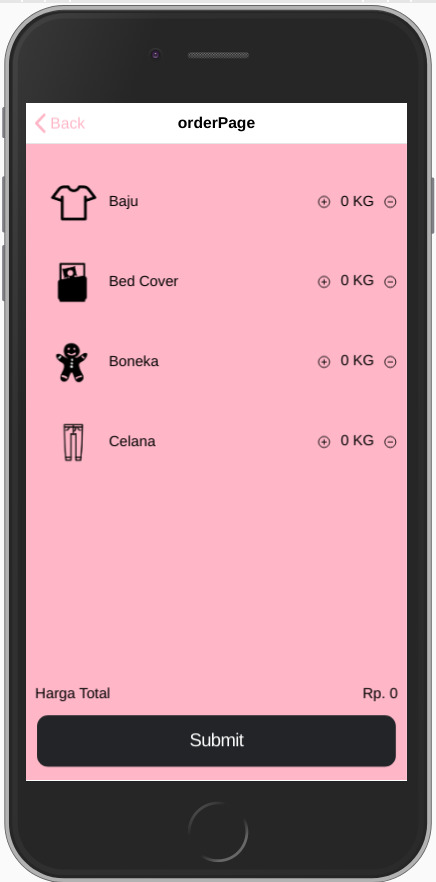 Back
orderPage
Baju 0 KG
Bed Cover 0 KG
Boneka 0 KG
Celana 0 KG
Harga Total Rp. 0
Submit